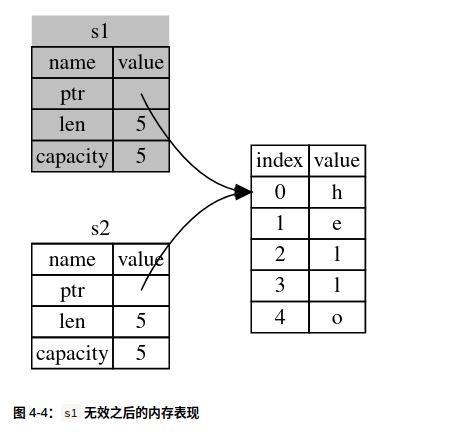 s1
name value
ptr
len 5
capacity 5
index value
0 h
1 e
2 l
3 l
4 o
s2
name value
ptr
len 5
capacity 5
图 4-4： s1 无效之后的内存表现